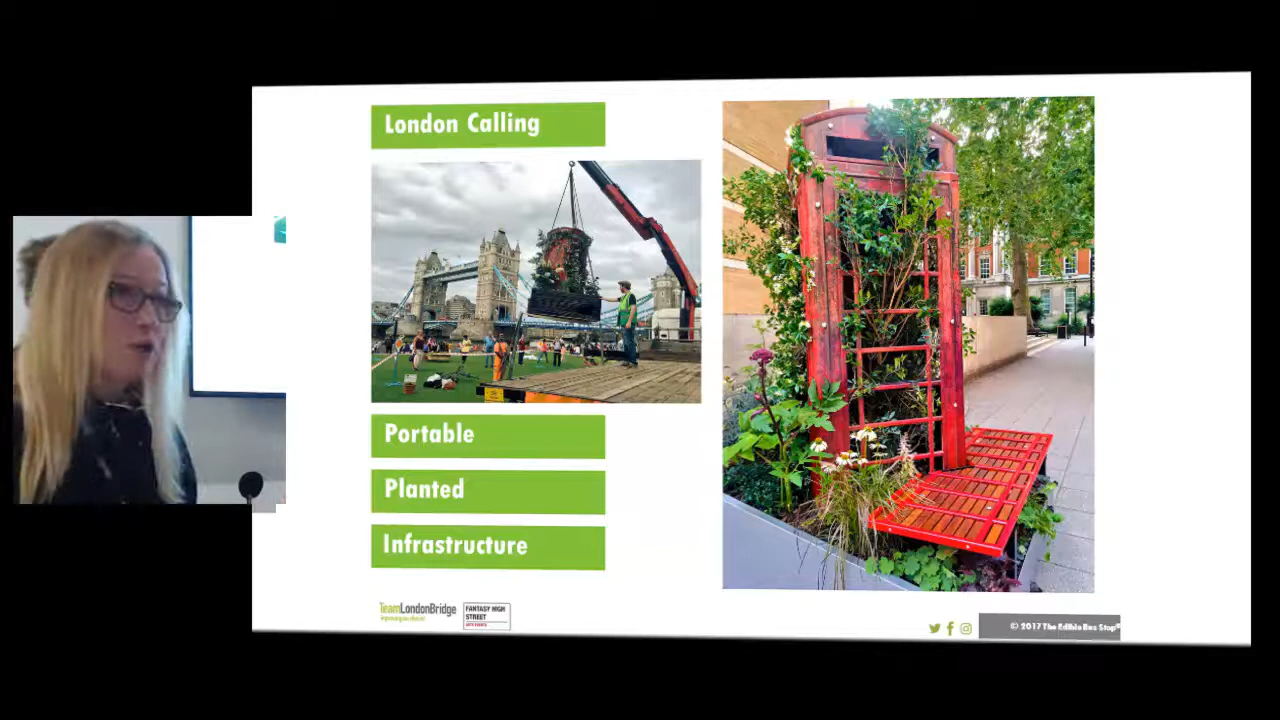 London Calling
Portable
Planted
Infrastructure
TeamLondonBridge
FANTASY HIGH
STREET
© 2017 The Edible Bus Stop®